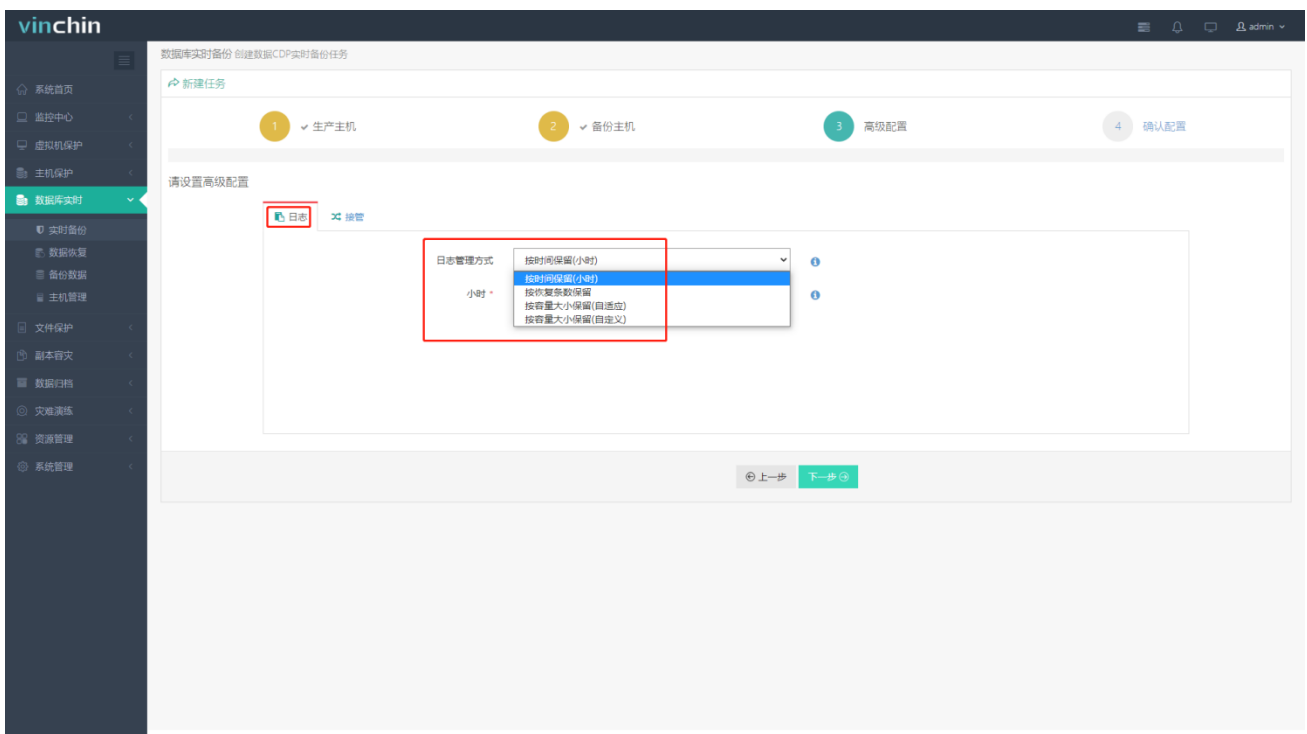 vinchin
admin
数据库实时备份 创建数据CDP实时备份任务
新建任务
1 生产主机
2 备份主机
3 高级配置
4 确认配置
请设置高级配置
日志
接管
日志管理方式
按时间保留(小时)
按时间保留(小时)
按恢复条数保留
按容量大小保留(自适应)
按容量大小保留(自定义)
小时 *
上一步
下一步
系统首页
监控中心
虚拟机保护
主机保护
数据库实时
实时备份
数据恢复
备份数据
主机管理
文件保护
副本容灾
数据归档
灾难演练
资源管理
系统管理